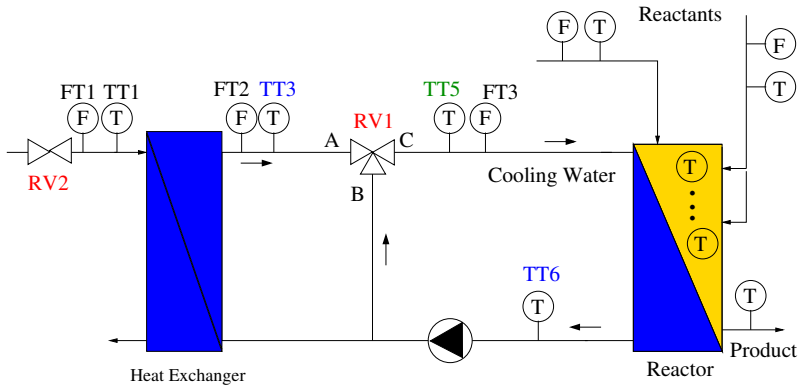 Reactants
F
T
F
T
FT1
TT1
FT2
TT3
TT5
FT3
RV1
F
T
F
T
A
C
T
F
B
RV2
Cooling Water
T
T
TT6
T
T
Product
Heat Exchanger
Reactor